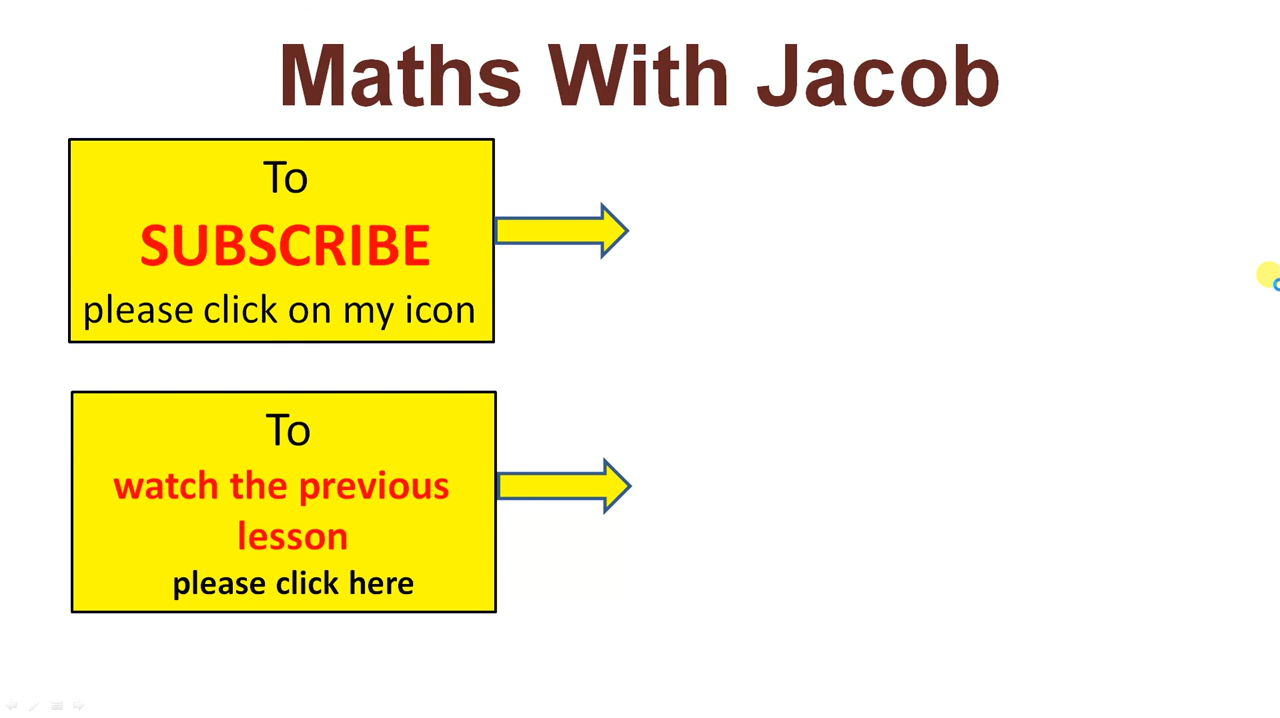 Maths With Jacob
To
SUBSCRIBE
please click on my icon
To
watch the previous
lesson
please click here